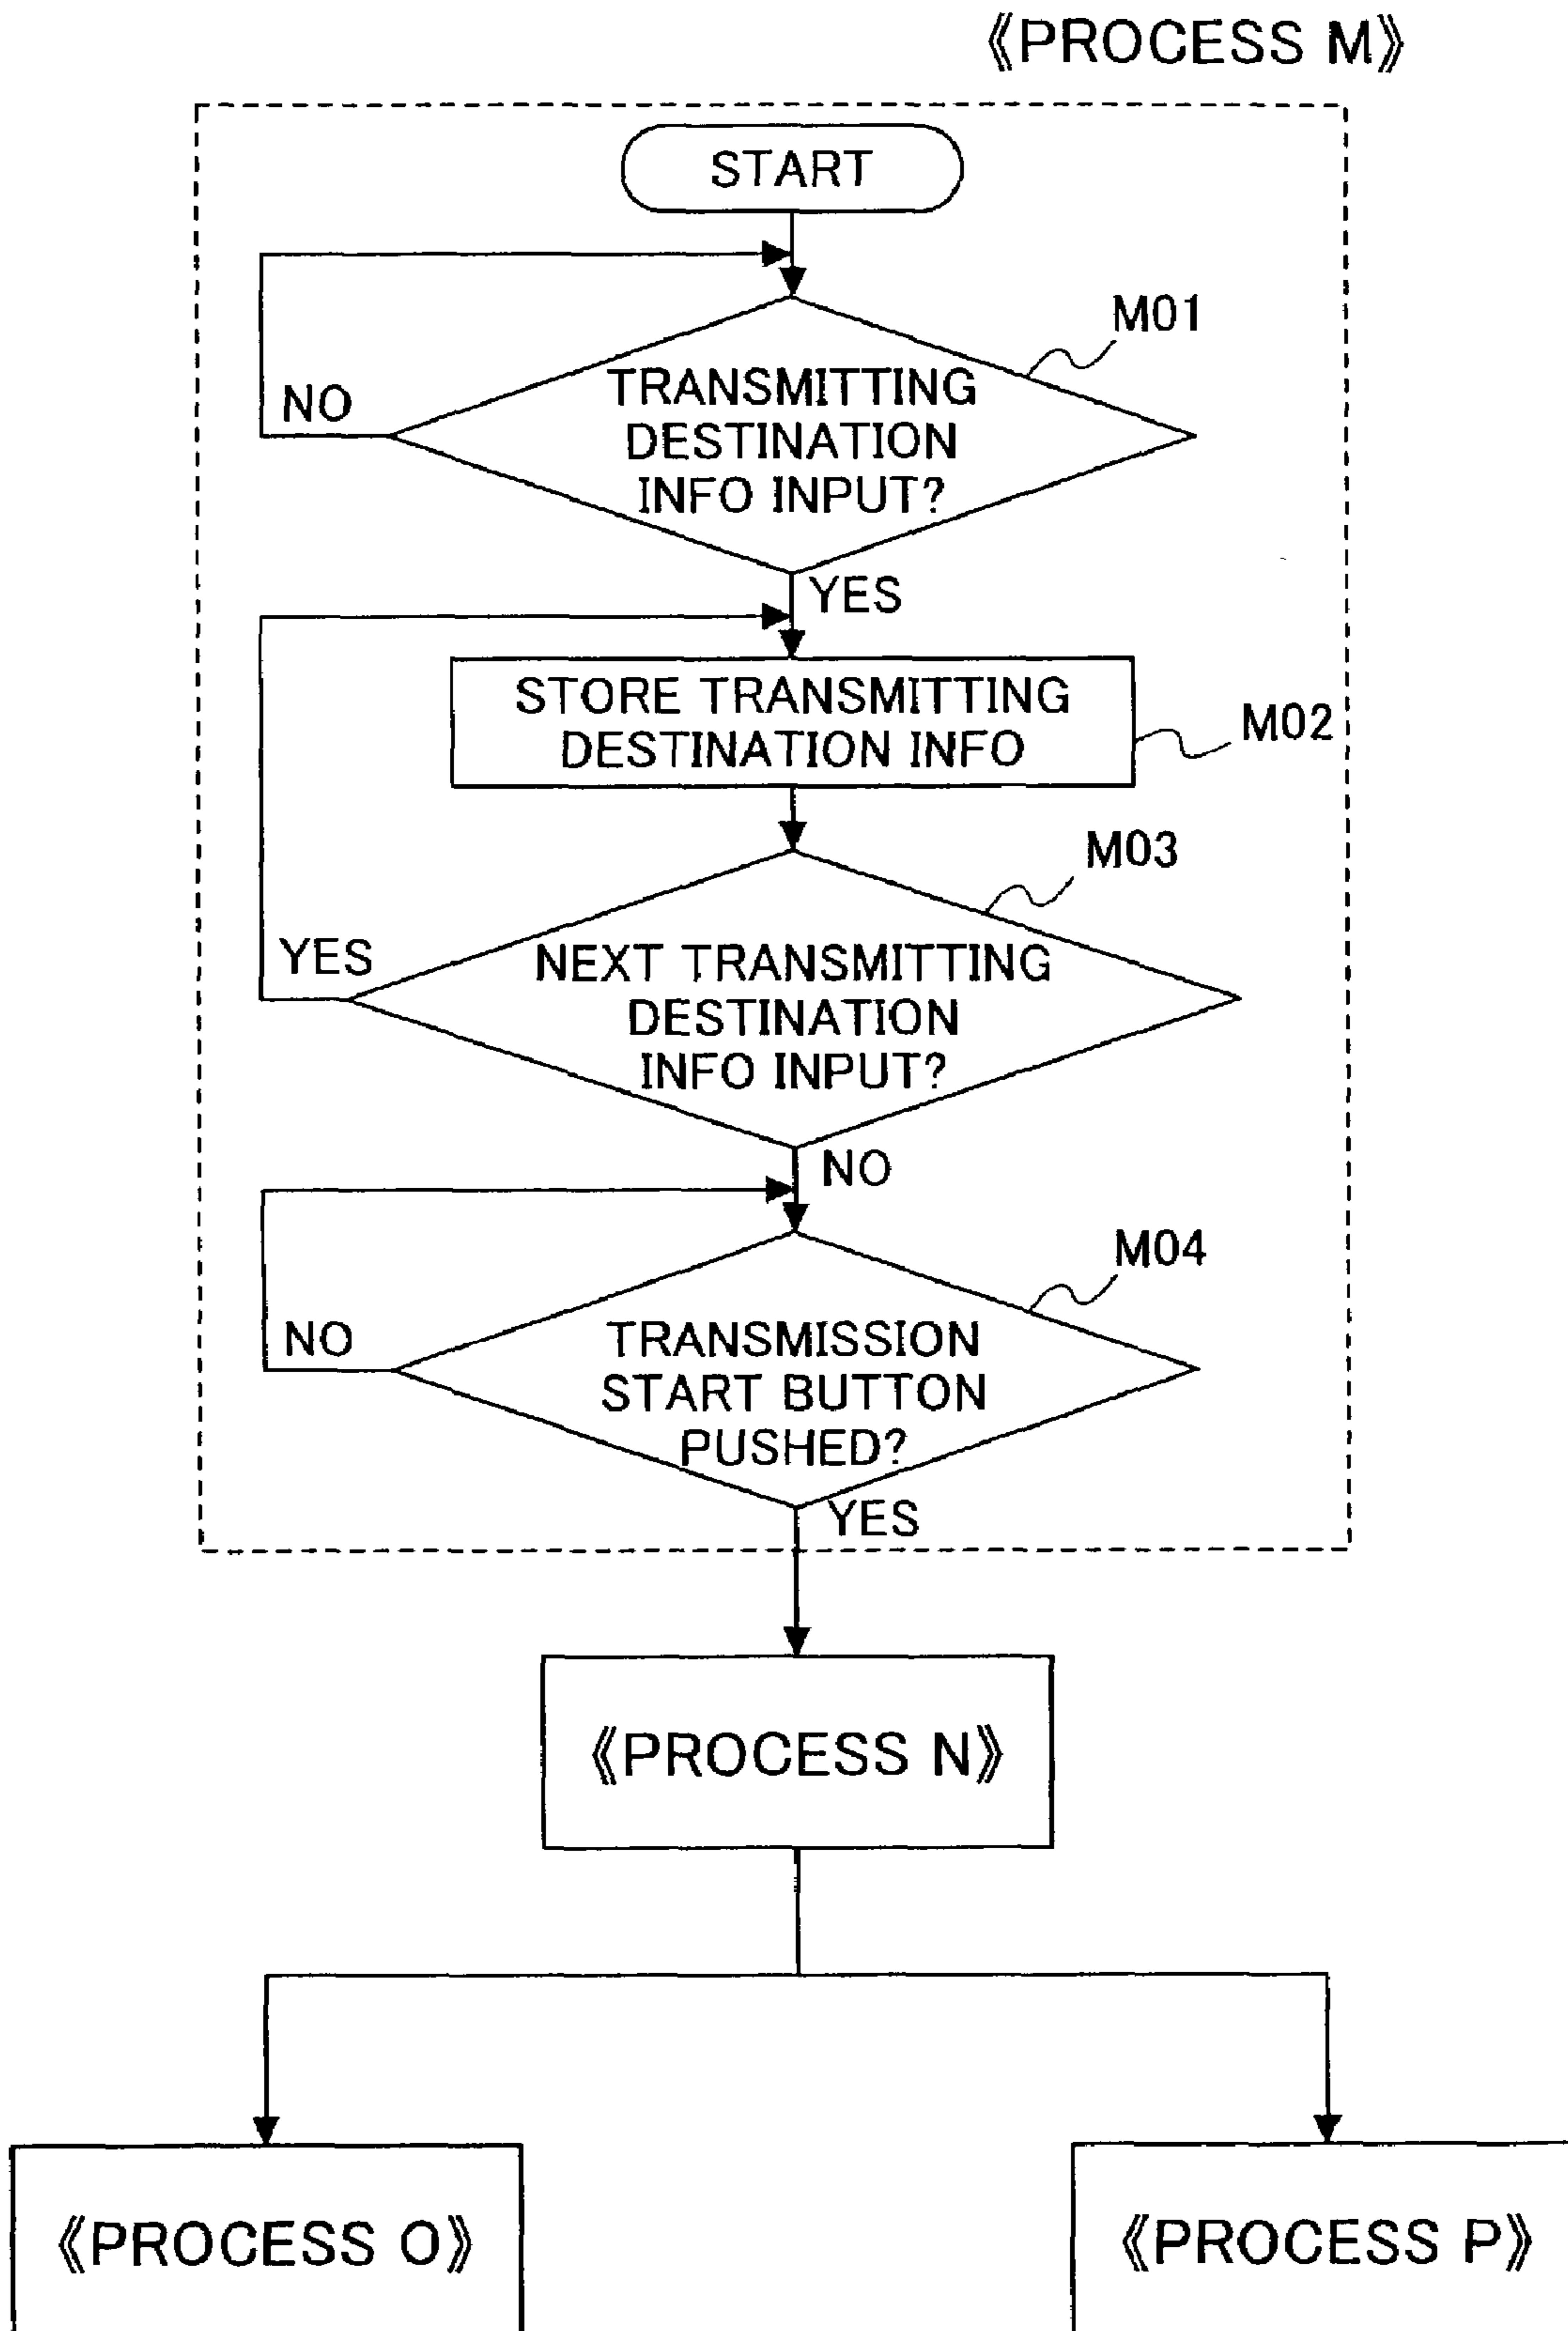 《PROCESS M》
START
M01
NO
TRANSMITTING
DESTINATION
INFO INPUT?
YES
STORE TRANSMITTING
DESTINATION INFO
M02
M03
YES
NEXT TRANSMITTING
DESTINATION
INFO INPUT?
NO
M04
NO
TRANSMISSION
START BUTTON
PUSHED?
YES
《PROCESS N》
《PROCESS O》
《PROCESS P》